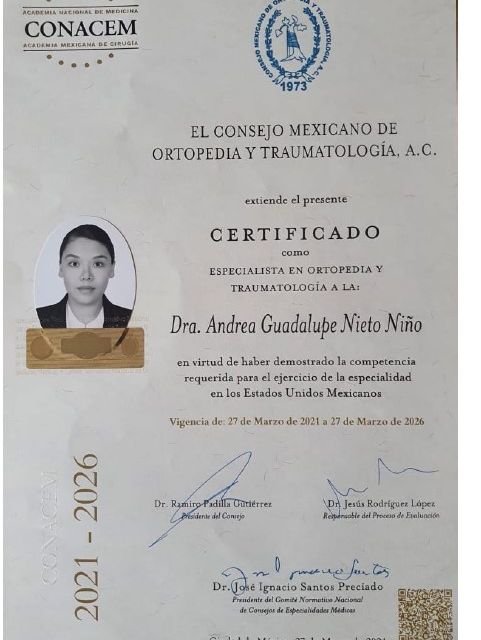 ACADEMIA NACIONAL DE MEDICINA
CONACEM
ACADEMIA MEXICANA DE CIRUGÍA
CONSEJO MEXICANO DE ORTOPEDIA Y TRAUMATOLOGIA, A.C.
1973
EL CONSEJO MEXICANO DE
ORTOPEDIA Y TRAUMATOLOGÍA, A.C.
extiende el presente
CERTIFICADO
como
ESPECIALISTA EN ORTOPEDIA Y
TRAUMATOLOGÍA A LA:
Dra. Andrea Guadalupe Nieto Niño
en virtud de haber demostrado la competencia
requerida para el ejercicio de la especialidad
en los Estados Unidos Mexicanos
Vigencia de: 27 de Marzo de 2021 a 27 de Marzo de 2026
CONACEM
2021 - 2026
Dr. Ramiro Padilla Gutiérrez
Presidente del Consejo
Dr. Jesús Rodríguez López
Responsable del Proceso de Evaluación
Dr. José Ignacio Santos Preciado
Presidente del Comité Normativo Nacional
de Consejos de Especialidades Médicas